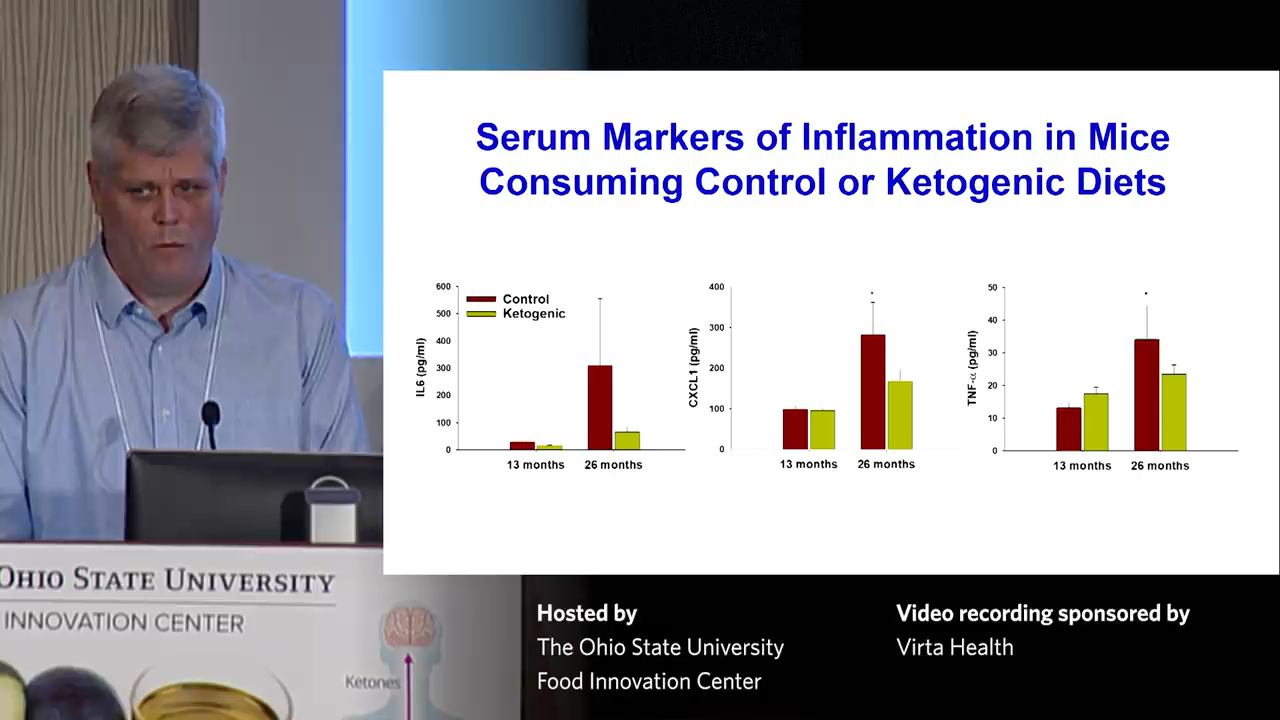 Serum Markers of Inflammation in Mice
Consuming Control or Ketogenic Diets
600
500
400
300
200
100
0
IL6 (pg/ml)
Control
Ketogenic
13 months
26 months
400
300
200
100
0
CXCL1 (pg/ml)
*
13 months
26 months
50
40
30
20
10
0
TNF-α (pg/ml)
*
13 months
26 months
OHIO STATE UNIVERSITY
INNOVATION CENTER
Ketones
Hosted by
The Ohio State University
Food Innovation Center
Video recording sponsored by
Virta Health